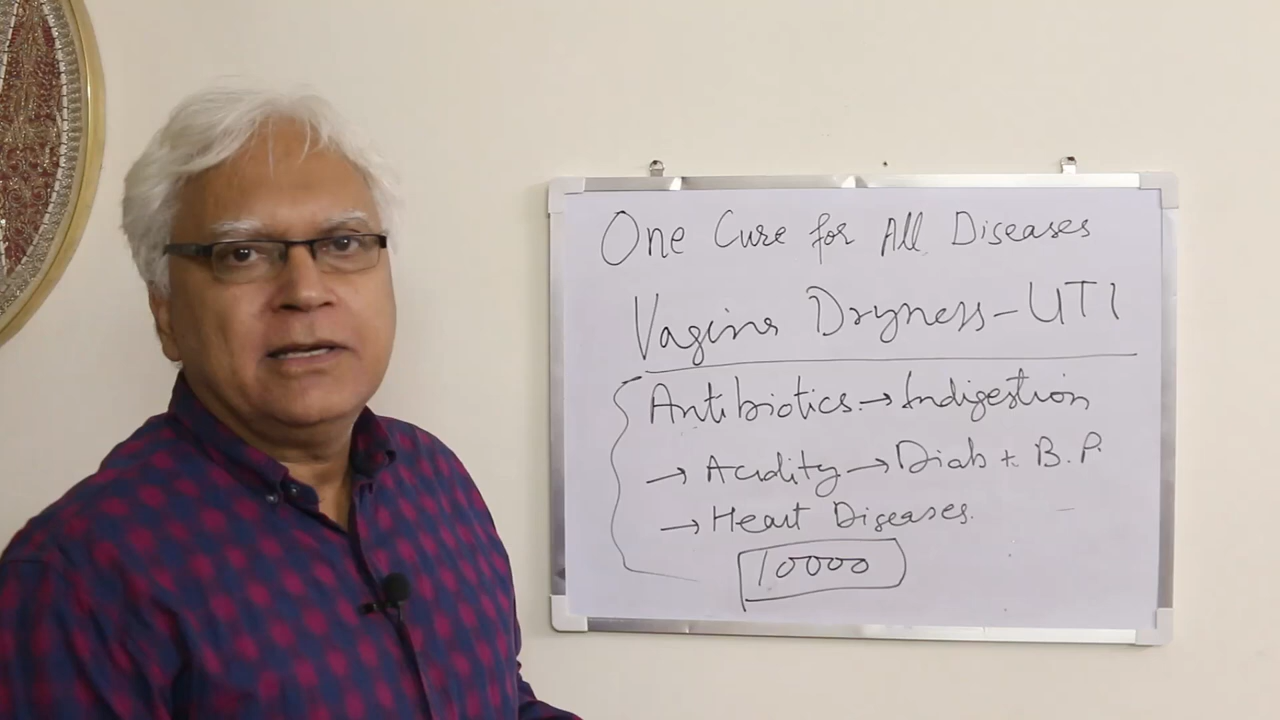 One Cure for All Diseases
Vagina Dryness - UTI
Antibiotics. → Indigestion
→ Acidity → Diab + B.P.
→ Heart Diseases.
10000